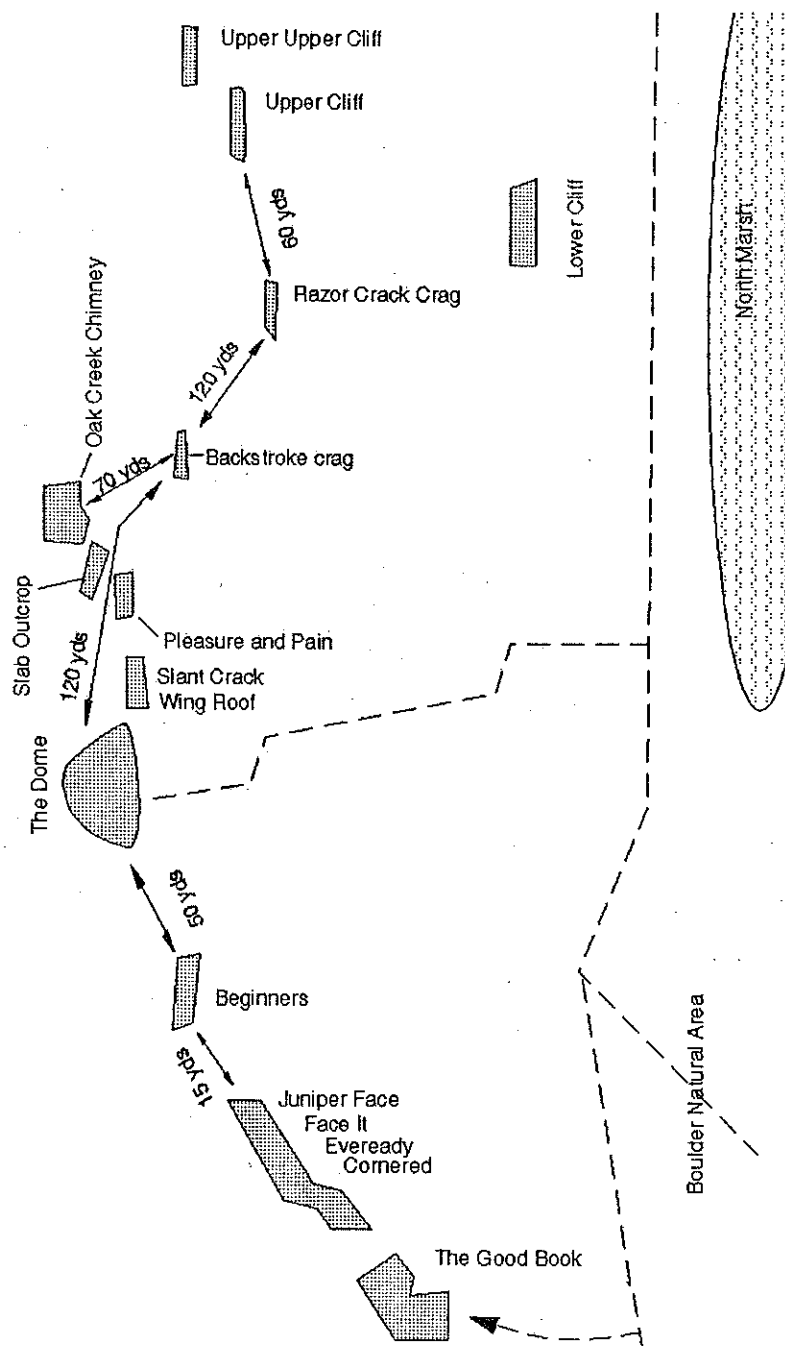 Upper Upper Cliff
Upper Cliff
60 yds
Lower Cliff
North Marsh
Razor Crack Crag
120 yds
Oak Creek Chimney
70 yds
Backstroke crag
Slab Outcrop
120 yds
Pleasure and Pain
Slant Crack
Wing Roof
The Dome
50 yds
Beginners
15 yds
Juniper Face
Face It
Eveready
Cornered
Boulder Natural Area
The Good Book